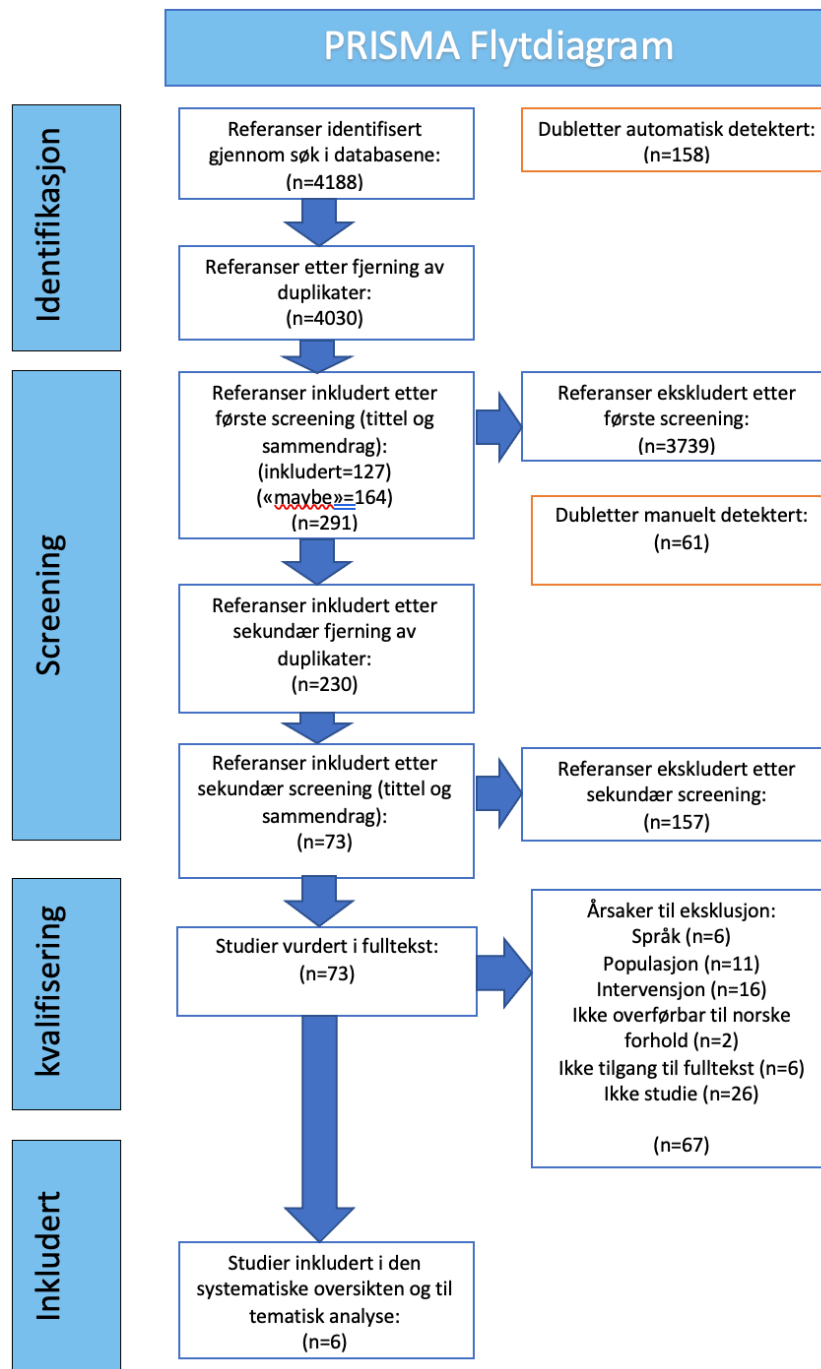 PRISMA Flytdiagram
Identifikasjon
Referanser identifisert
gjennom søk i databasene:
(n=4188)
Dubletter automatisk detektert:
(n=158)
Referanser etter fjerning av
duplikater:
(n=4030)
Screening
Referanser inkludert etter
første screening (tittel og
sammendrag):
(inkludert=127)
(«maybe»=164)
(n=291)
Referanser ekskludert etter
første screening:
(n=3739)
Dubletter manuelt detektert:
(n=61)
Referanser inkludert etter
sekundær fjerning av
duplikater:
(n=230)
Referanser inkludert etter
sekundær screening (tittel og
sammendrag):
(n=73)
Referanser ekskludert etter
sekundær screening:
(n=157)
kvalifisering
Studier vurdert i fulltekst:
(n=73)
Årsaker til eksklusjon:
Språk (n=6)
Populasjon (n=11)
Intervensjon (n=16)
Ikke overførbar til norske
forhold (n=2)
Ikke tilgang til fulltekst (n=6)
Ikke studie (n=26)
(n=67)
Inkludert
Studier inkludert i den
systematiske oversikten og til
tematisk analyse:
(n=6)